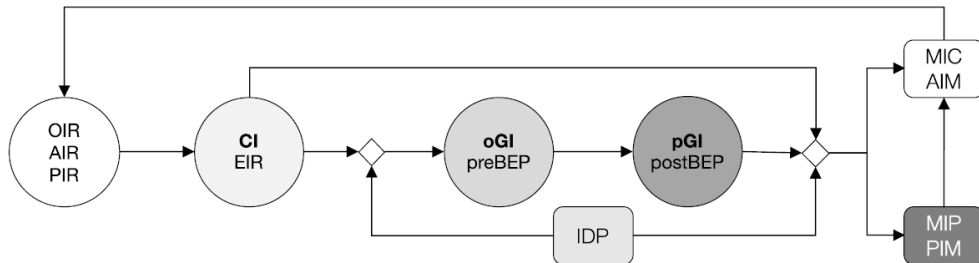 OIR
AIR
PIR
CI
EIR
oGI
preBEP
pGI
postBEP
IDP
MIC
AIM
MIP
PIM